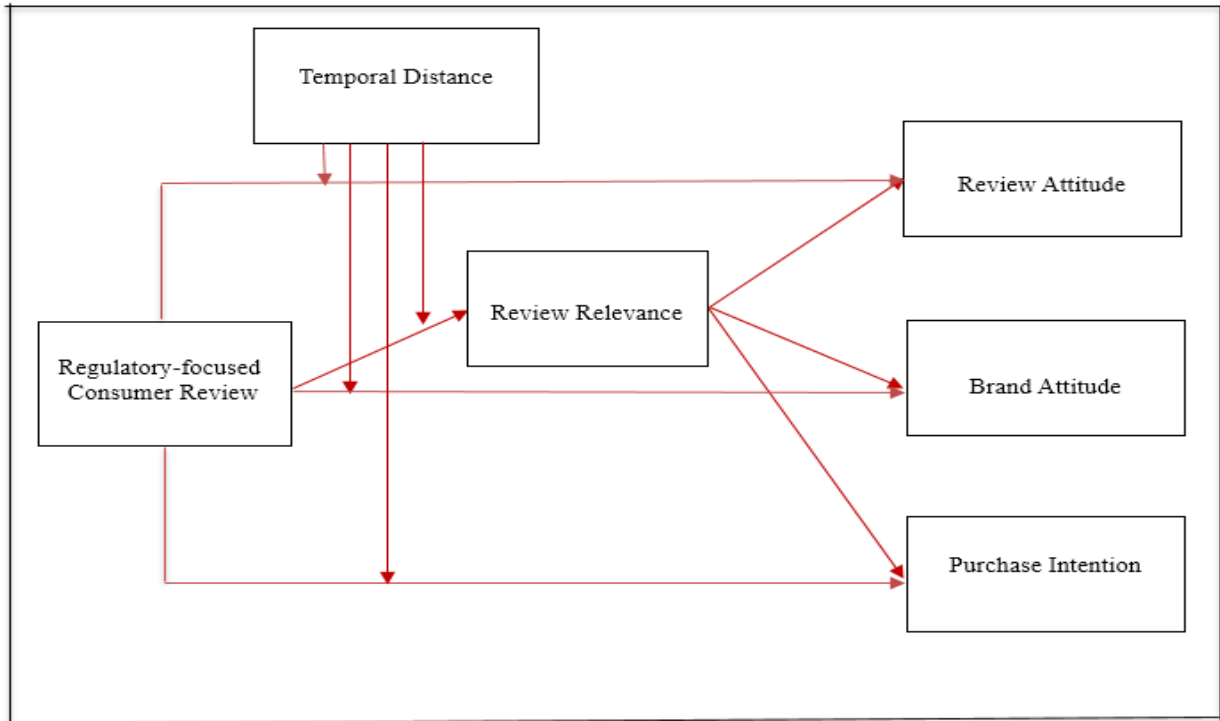 Temporal Distance
Review Attitude
Review Relevance
Regulatory-focused
Consumer Review
Brand Attitude
Purchase Intention